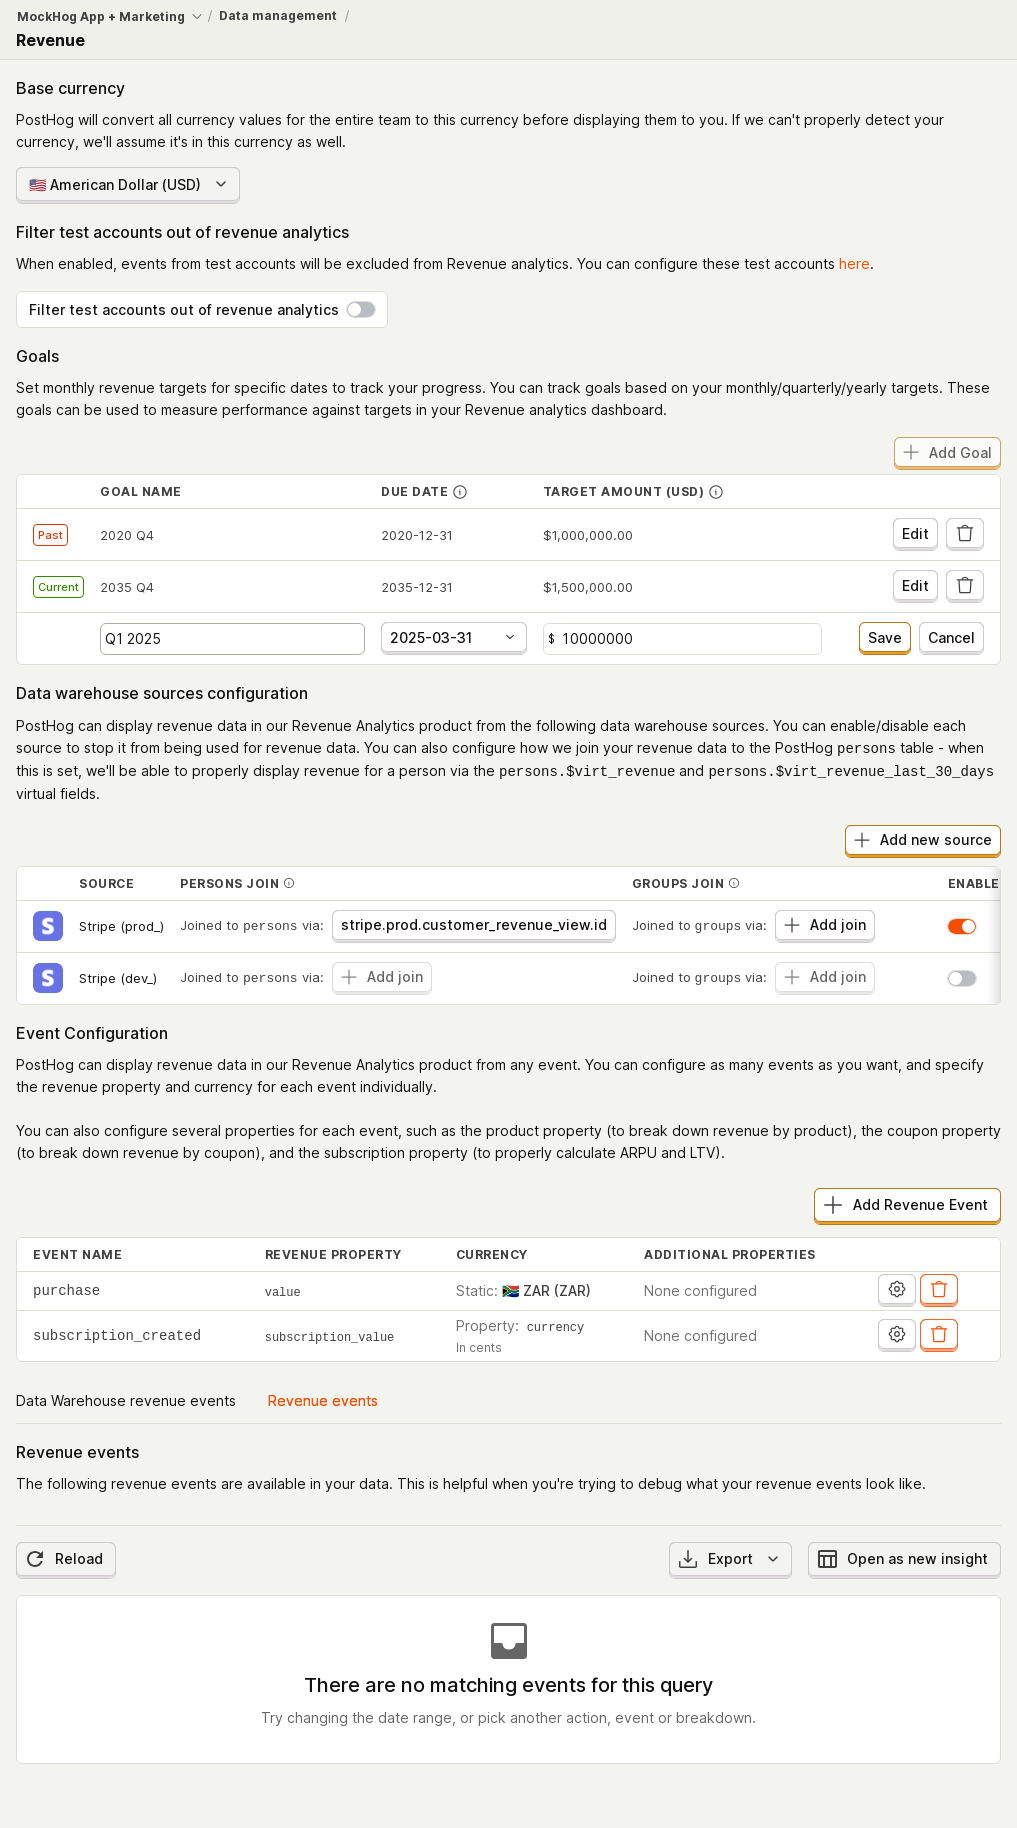 MockHog App + Marketing / Data management /
Revenue
Base currency
PostHog will convert all currency values for the entire team to this currency before displaying them to you. If we can't properly detect your
currency, we'll assume it's in this currency as well.
🇺🇸 American Dollar (USD)
Filter test accounts out of revenue analytics
When enabled, events from test accounts will be excluded from Revenue analytics. You can configure these test accounts here.
Filter test accounts out of revenue analytics
Goals
Set monthly revenue targets for specific dates to track your progress. You can track goals based on your monthly/quarterly/yearly targets. These
goals can be used to measure performance against targets in your Revenue analytics dashboard.
Add Goal
GOAL NAME DUE DATE TARGET AMOUNT (USD)
Past 2020 Q4 2020-12-31 $1,000,000.00 Edit
Current 2035 Q4 2035-12-31 $1,500,000.00 Edit
Q1 2025 2025-03-31 $ 10000000 Save Cancel
Data warehouse sources configuration
PostHog can display revenue data in our Revenue Analytics product from the following data warehouse sources. You can enable/disable each
source to stop it from being used for revenue data. You can also configure how we join your revenue data to the PostHog persons table - when
this is set, we'll be able to properly display revenue for a person via the persons.$virt_revenue and persons.$virt_revenue_last_30_days
virtual fields.
Add new source
SOURCE PERSONS JOIN GROUPS JOIN ENABLE
S Stripe (prod_) Joined to persons via: stripe.prod.customer_revenue_view.id Joined to groups via: Add join
S Stripe (dev_) Joined to persons via: Add join Joined to groups via: Add join
Event Configuration
PostHog can display revenue data in our Revenue Analytics product from any event. You can configure as many events as you want, and specify
the revenue property and currency for each event individually.
You can also configure several properties for each event, such as the product property (to break down revenue by product), the coupon property
(to break down revenue by coupon), and the subscription property (to properly calculate ARPU and LTV).
Add Revenue Event
EVENT NAME REVENUE PROPERTY CURRENCY ADDITIONAL PROPERTIES
purchase value Static: 🇿🇦 ZAR (ZAR) None configured
subscription_created subscription_value Property: currency None configured
In cents
Data Warehouse revenue events Revenue events
Revenue events
The following revenue events are available in your data. This is helpful when you're trying to debug what your revenue events look like.
Reload Export Open as new insight
There are no matching events for this query
Try changing the date range, or pick another action, event or breakdown.